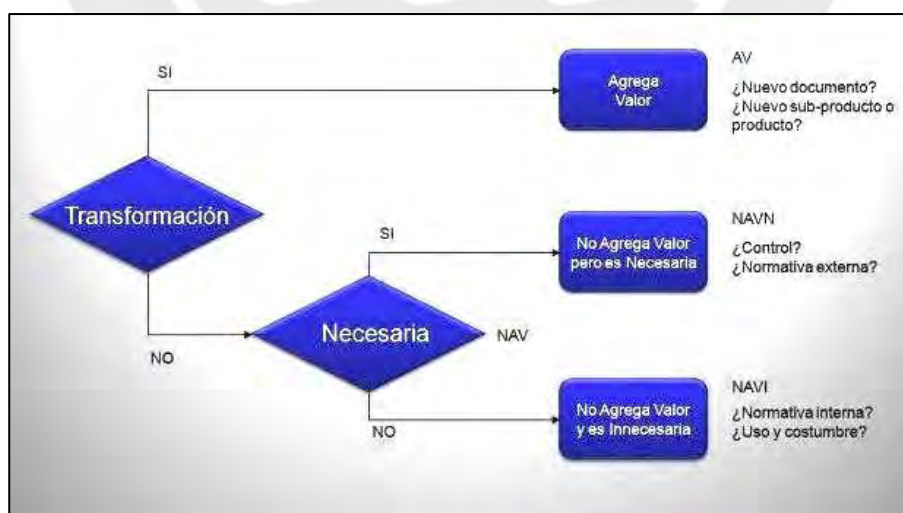 SI
Agrega
Valor
AV
¿Nuevo documento?
¿Nuevo sub-producto o
producto?
Transformación
SI
No Agrega Valor
pero es Necesaria
NAVN
¿Control?
¿Normativa externa?
NO
Necesaria
NAV
NO
No Agrega Valor
y es Innecesaria
NAVI
¿Normativa interna?
¿Uso y costumbre?